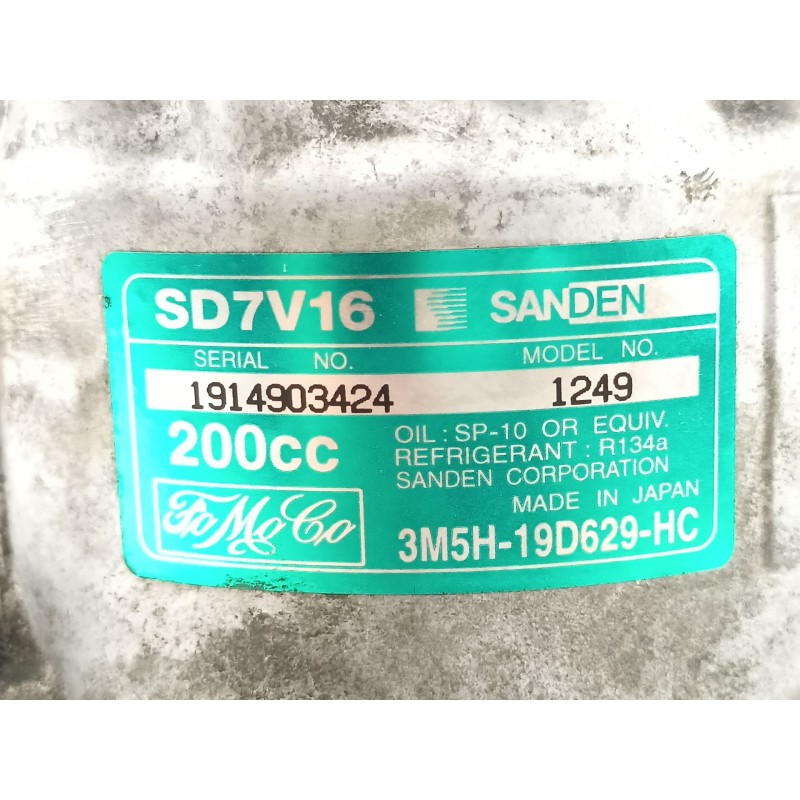 SD7V16 SANDEN
SERIAL NO. MODEL NO.
1914903424 1249
200cc
OIL : SP-10 OR EQUIV.
REFRIGERANT : R134a
SANDEN CORPORATION
MADE IN JAPAN
FoMoCo
3M5H-19D629-HC